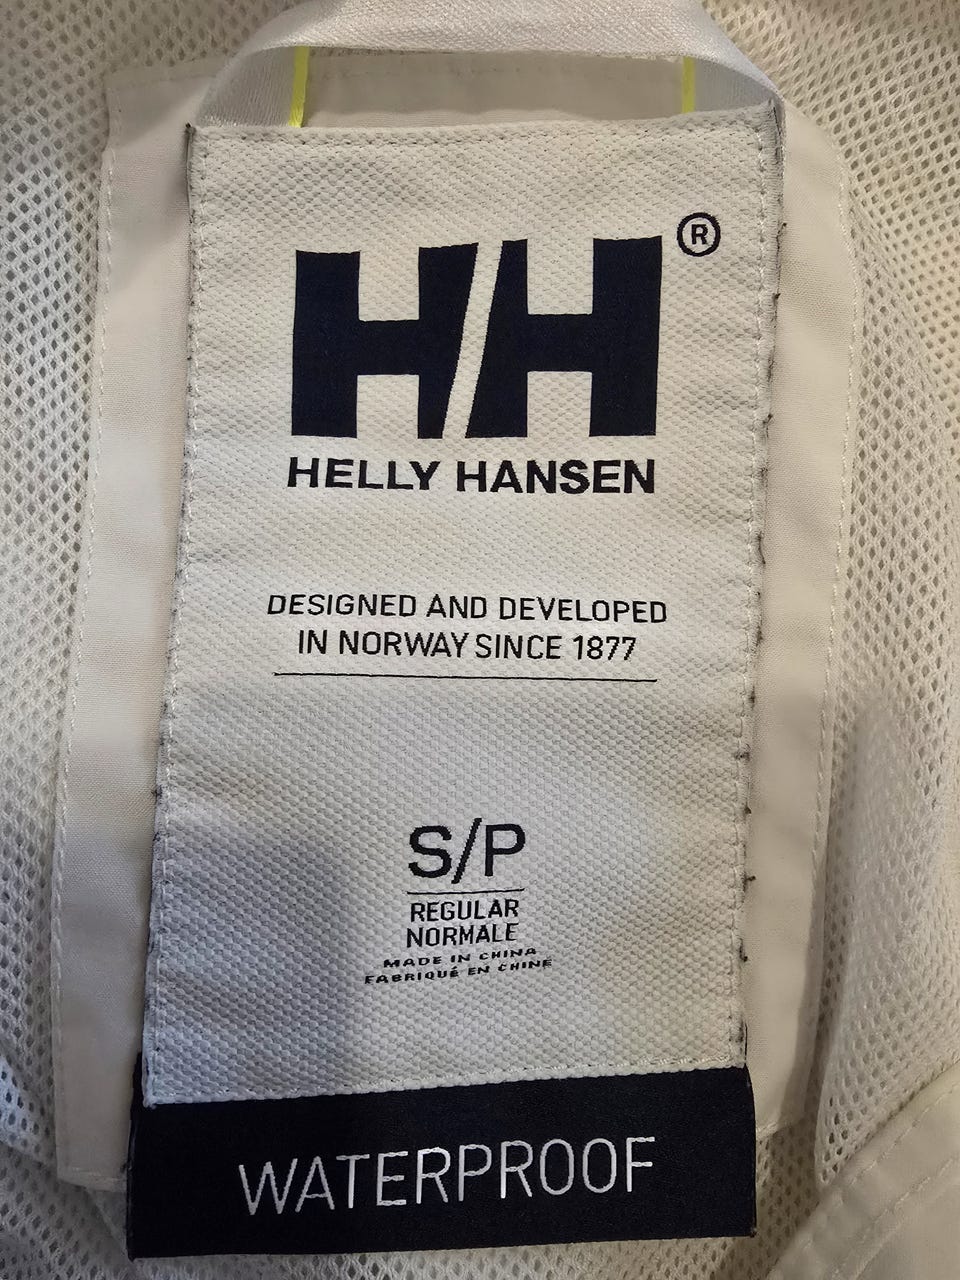 HH®
HELLY HANSEN
DESIGNED AND DEVELOPED
IN NORWAY SINCE 1877
S/P
REGULAR
NORMALE
MADE IN CHINA
FABRIQUÉ EN CHINE
WATERPROOF